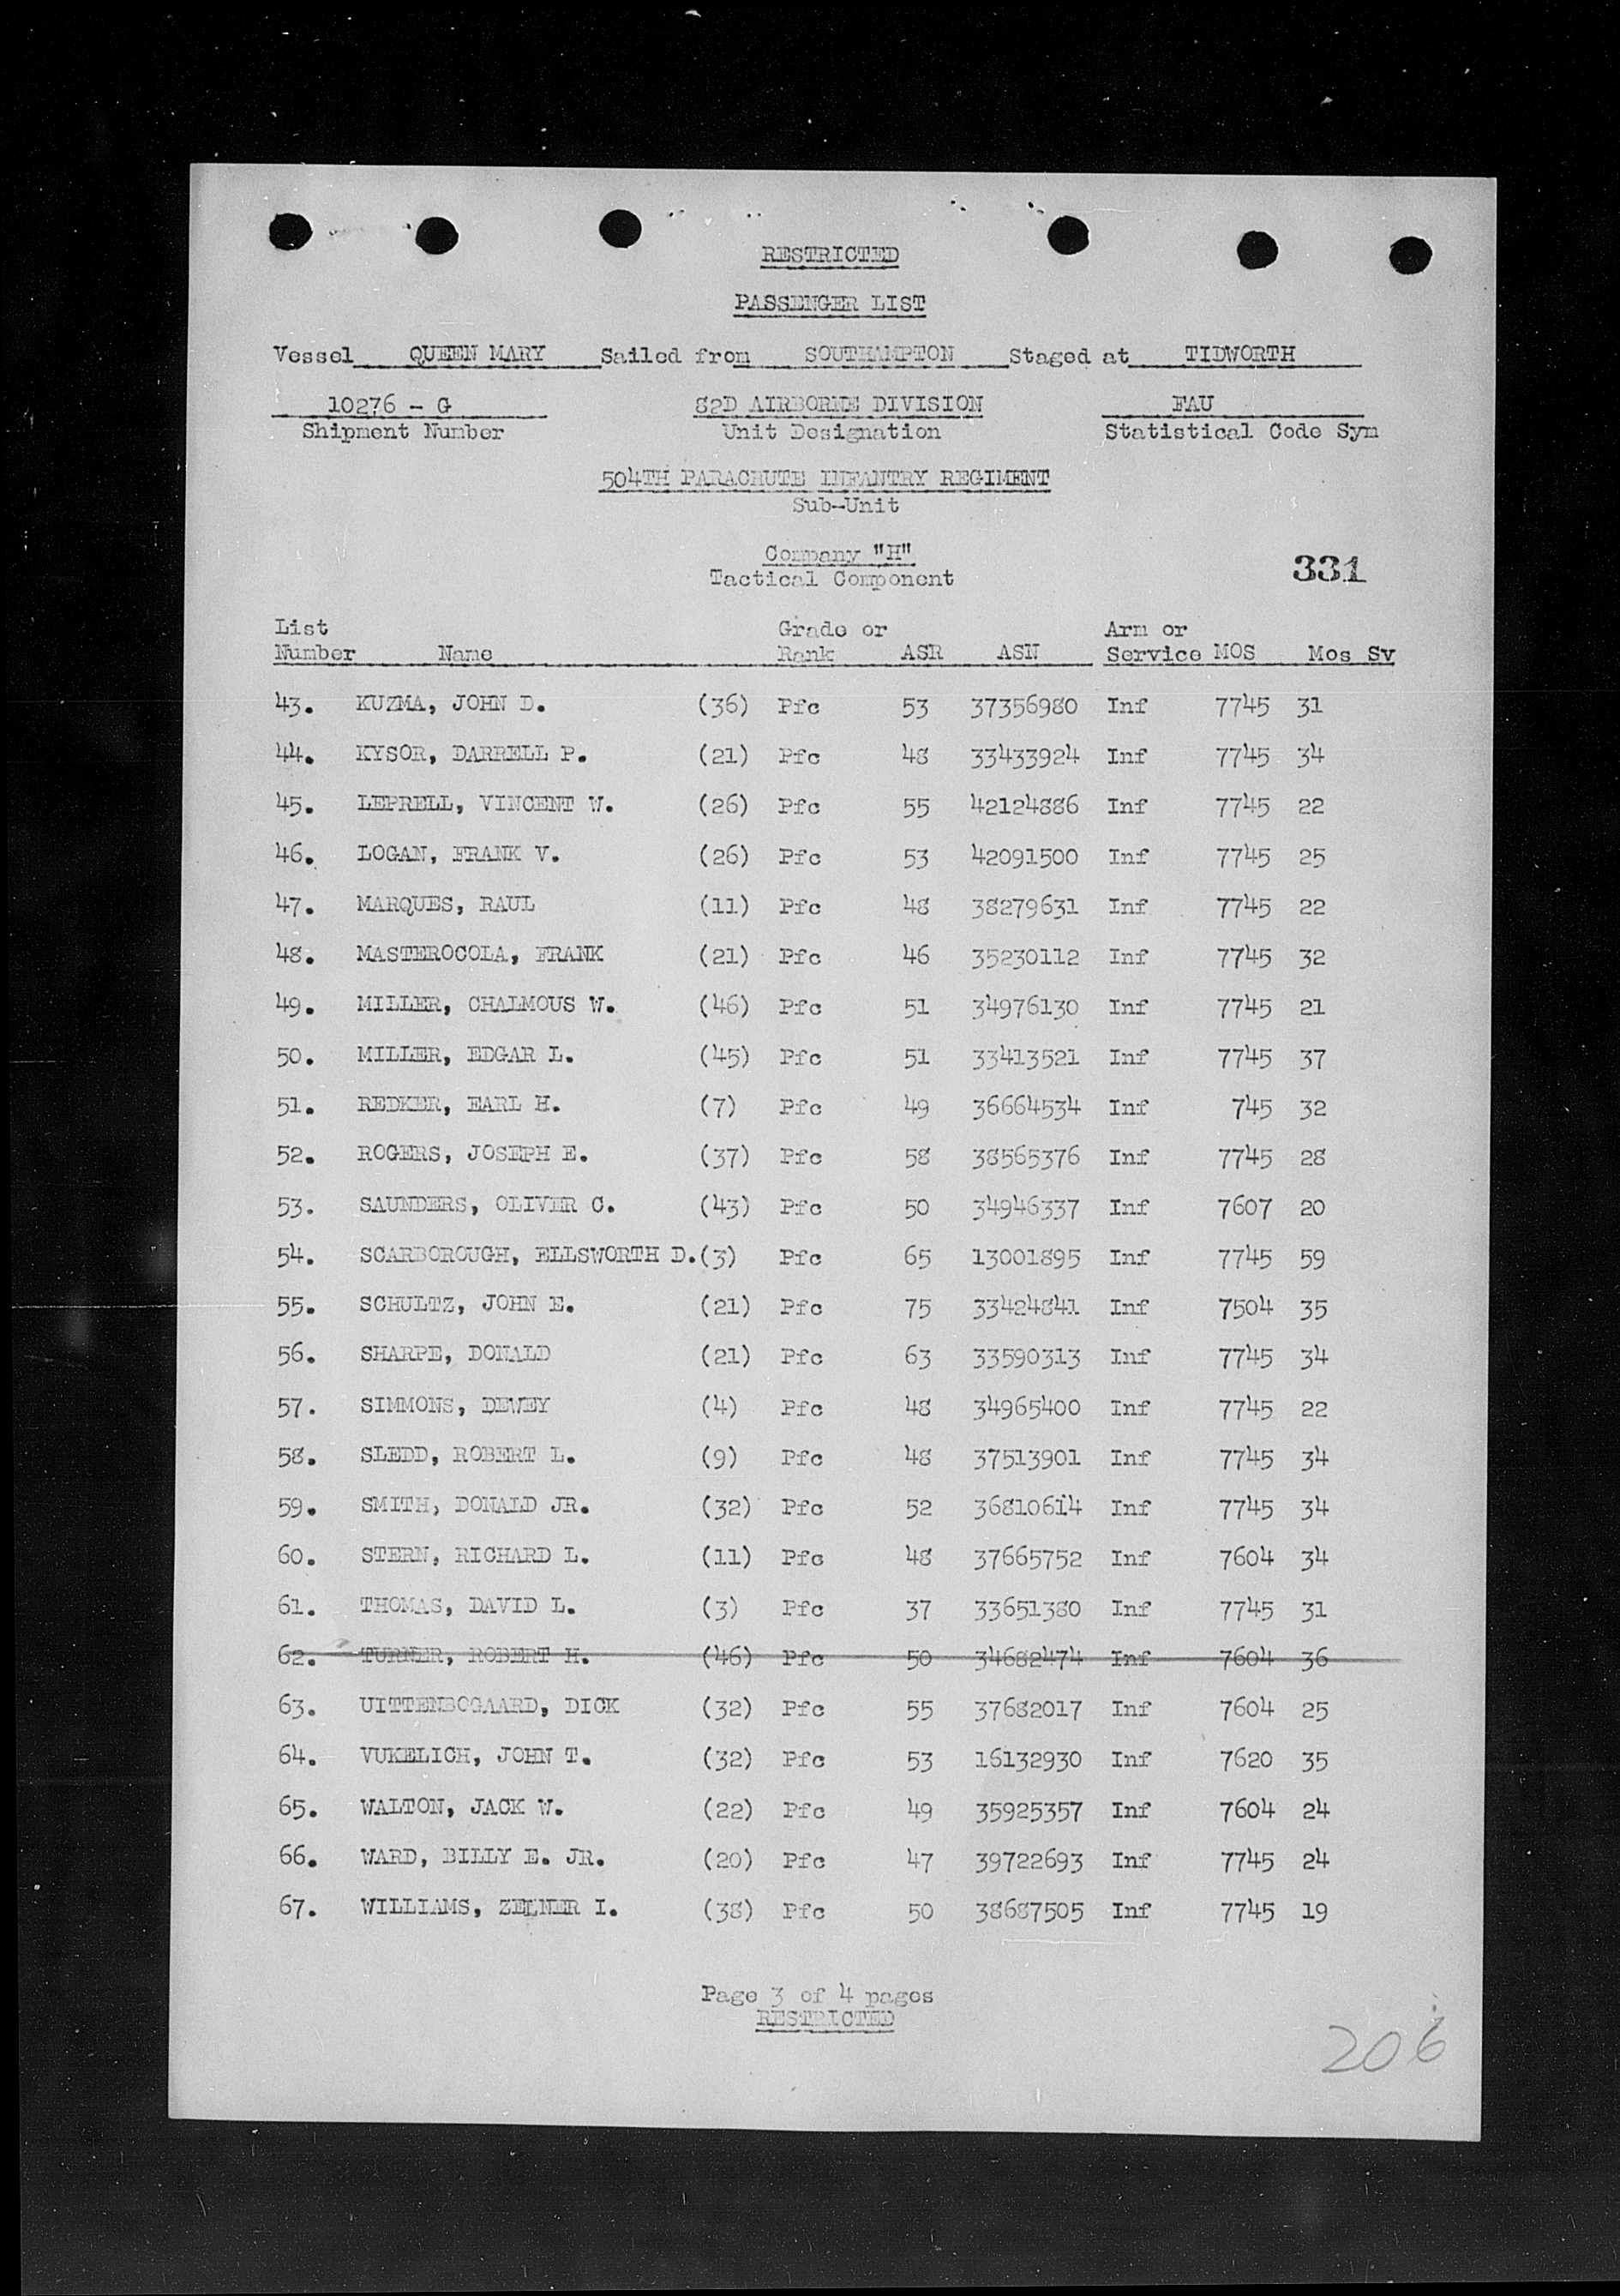 RESTRICTED
PASSENGER LIST
Vessel QUEEN MARY Sailed from SOUTHAMPTON Staged at TIDWORTH
10276 - G 82D AIRBORNE DIVISION FAU
Shipment Number Unit Designation Statistical Code Sym
504TH PARACHUTE INFANTRY REGIMENT
Sub-Unit
Company "H"
Tactical Component 331
List Grade or Arm or
Number Name Rank ASR ASN Service MOS Mos Sv
43. KUZMA, JOHN D. (36) Pfc 53 37356980 Inf 7745 31
44. KYSOR, DARRELL P. (21) Pfc 48 33433924 Inf 7745 34
45. LEPRELL, VINCENT W. (26) Pfc 55 42124886 Inf 7745 22
46. LOGAN, FRANK V. (26) Pfc 53 42091500 Inf 7745 25
47. MARQUES, RAUL (11) Pfc 48 38279631 Inf 7745 22
48. MASTEROCOLA, FRANK (21) Pfc 46 35230112 Inf 7745 32
49. MILLER, CHALMOUS W. (46) Pfc 51 34976130 Inf 7745 21
50. MILLER, EDGAR L. (45) Pfc 51 33413521 Inf 7745 37
51. REDKER, EARL H. (7) Pfc 49 36664534 Inf 745 32
52. ROGERS, JOSEPH E. (37) Pfc 58 38565376 Inf 7745 28
53. SAUNDERS, OLIVER C. (43) Pfc 50 34946337 Inf 7607 20
54. SCARBOROUGH, ELLSWORTH D. (3) Pfc 65 13001895 Inf 7745 59
55. SCHULTZ, JOHN E. (21) Pfc 75 33424841 Inf 7504 35
56. SHARPE, DONALD (21) Pfc 63 33590313 Inf 7745 34
57. SIMMONS, DEWEY (4) Pfc 48 34965400 Inf 7745 22
58. SLEDD, ROBERT L. (9) Pfc 48 37513901 Inf 7745 34
59. SMITH, DONALD JR. (32) Pfc 52 36810614 Inf 7745 34
60. STERN, RICHARD L. (11) Pfc 48 37665752 Inf 7604 34
61. THOMAS, DAVID L. (3) Pfc 37 33651380 Inf 7745 31
62. TURNER, ROBERT H. (46) Pfc 50 34682474 Inf 7604 36
63. UITTENBOGAARD, DICK (32) Pfc 55 37682017 Inf 7604 25
64. VUKELICH, JOHN T. (32) Pfc 53 16132930 Inf 7620 35
65. WALTON, JACK W. (22) Pfc 49 35925357 Inf 7604 24
66. WARD, BILLY E. JR. (20) Pfc 47 39722693 Inf 7745 24
67. WILLIAMS, ZELNER I. (38) Pfc 50 38687505 Inf 7745 19
Page 3 of 4 pages
RESTRICTED
206